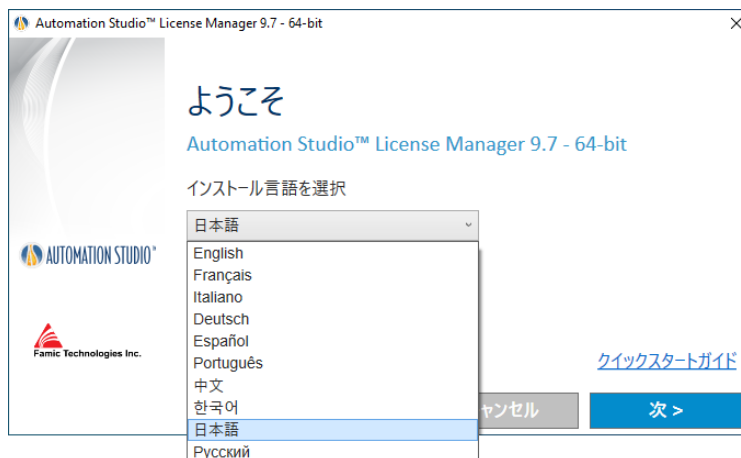 Automation Studio™ License Manager 9.7 - 64-bit
ようこそ
Automation Studio™ License Manager 9.7 - 64-bit
インストール言語を選択
日本語
English
Français
Italiano
Deutsch
Español
Português
中文
한국어
日本語
Русский
AUTOMATION STUDIO™
Famic Technologies Inc.
クイックスタートガイド
ャンセル
次 >